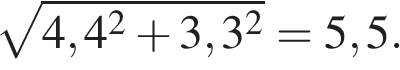 √(4,4² + 3,3²) = 5,5.